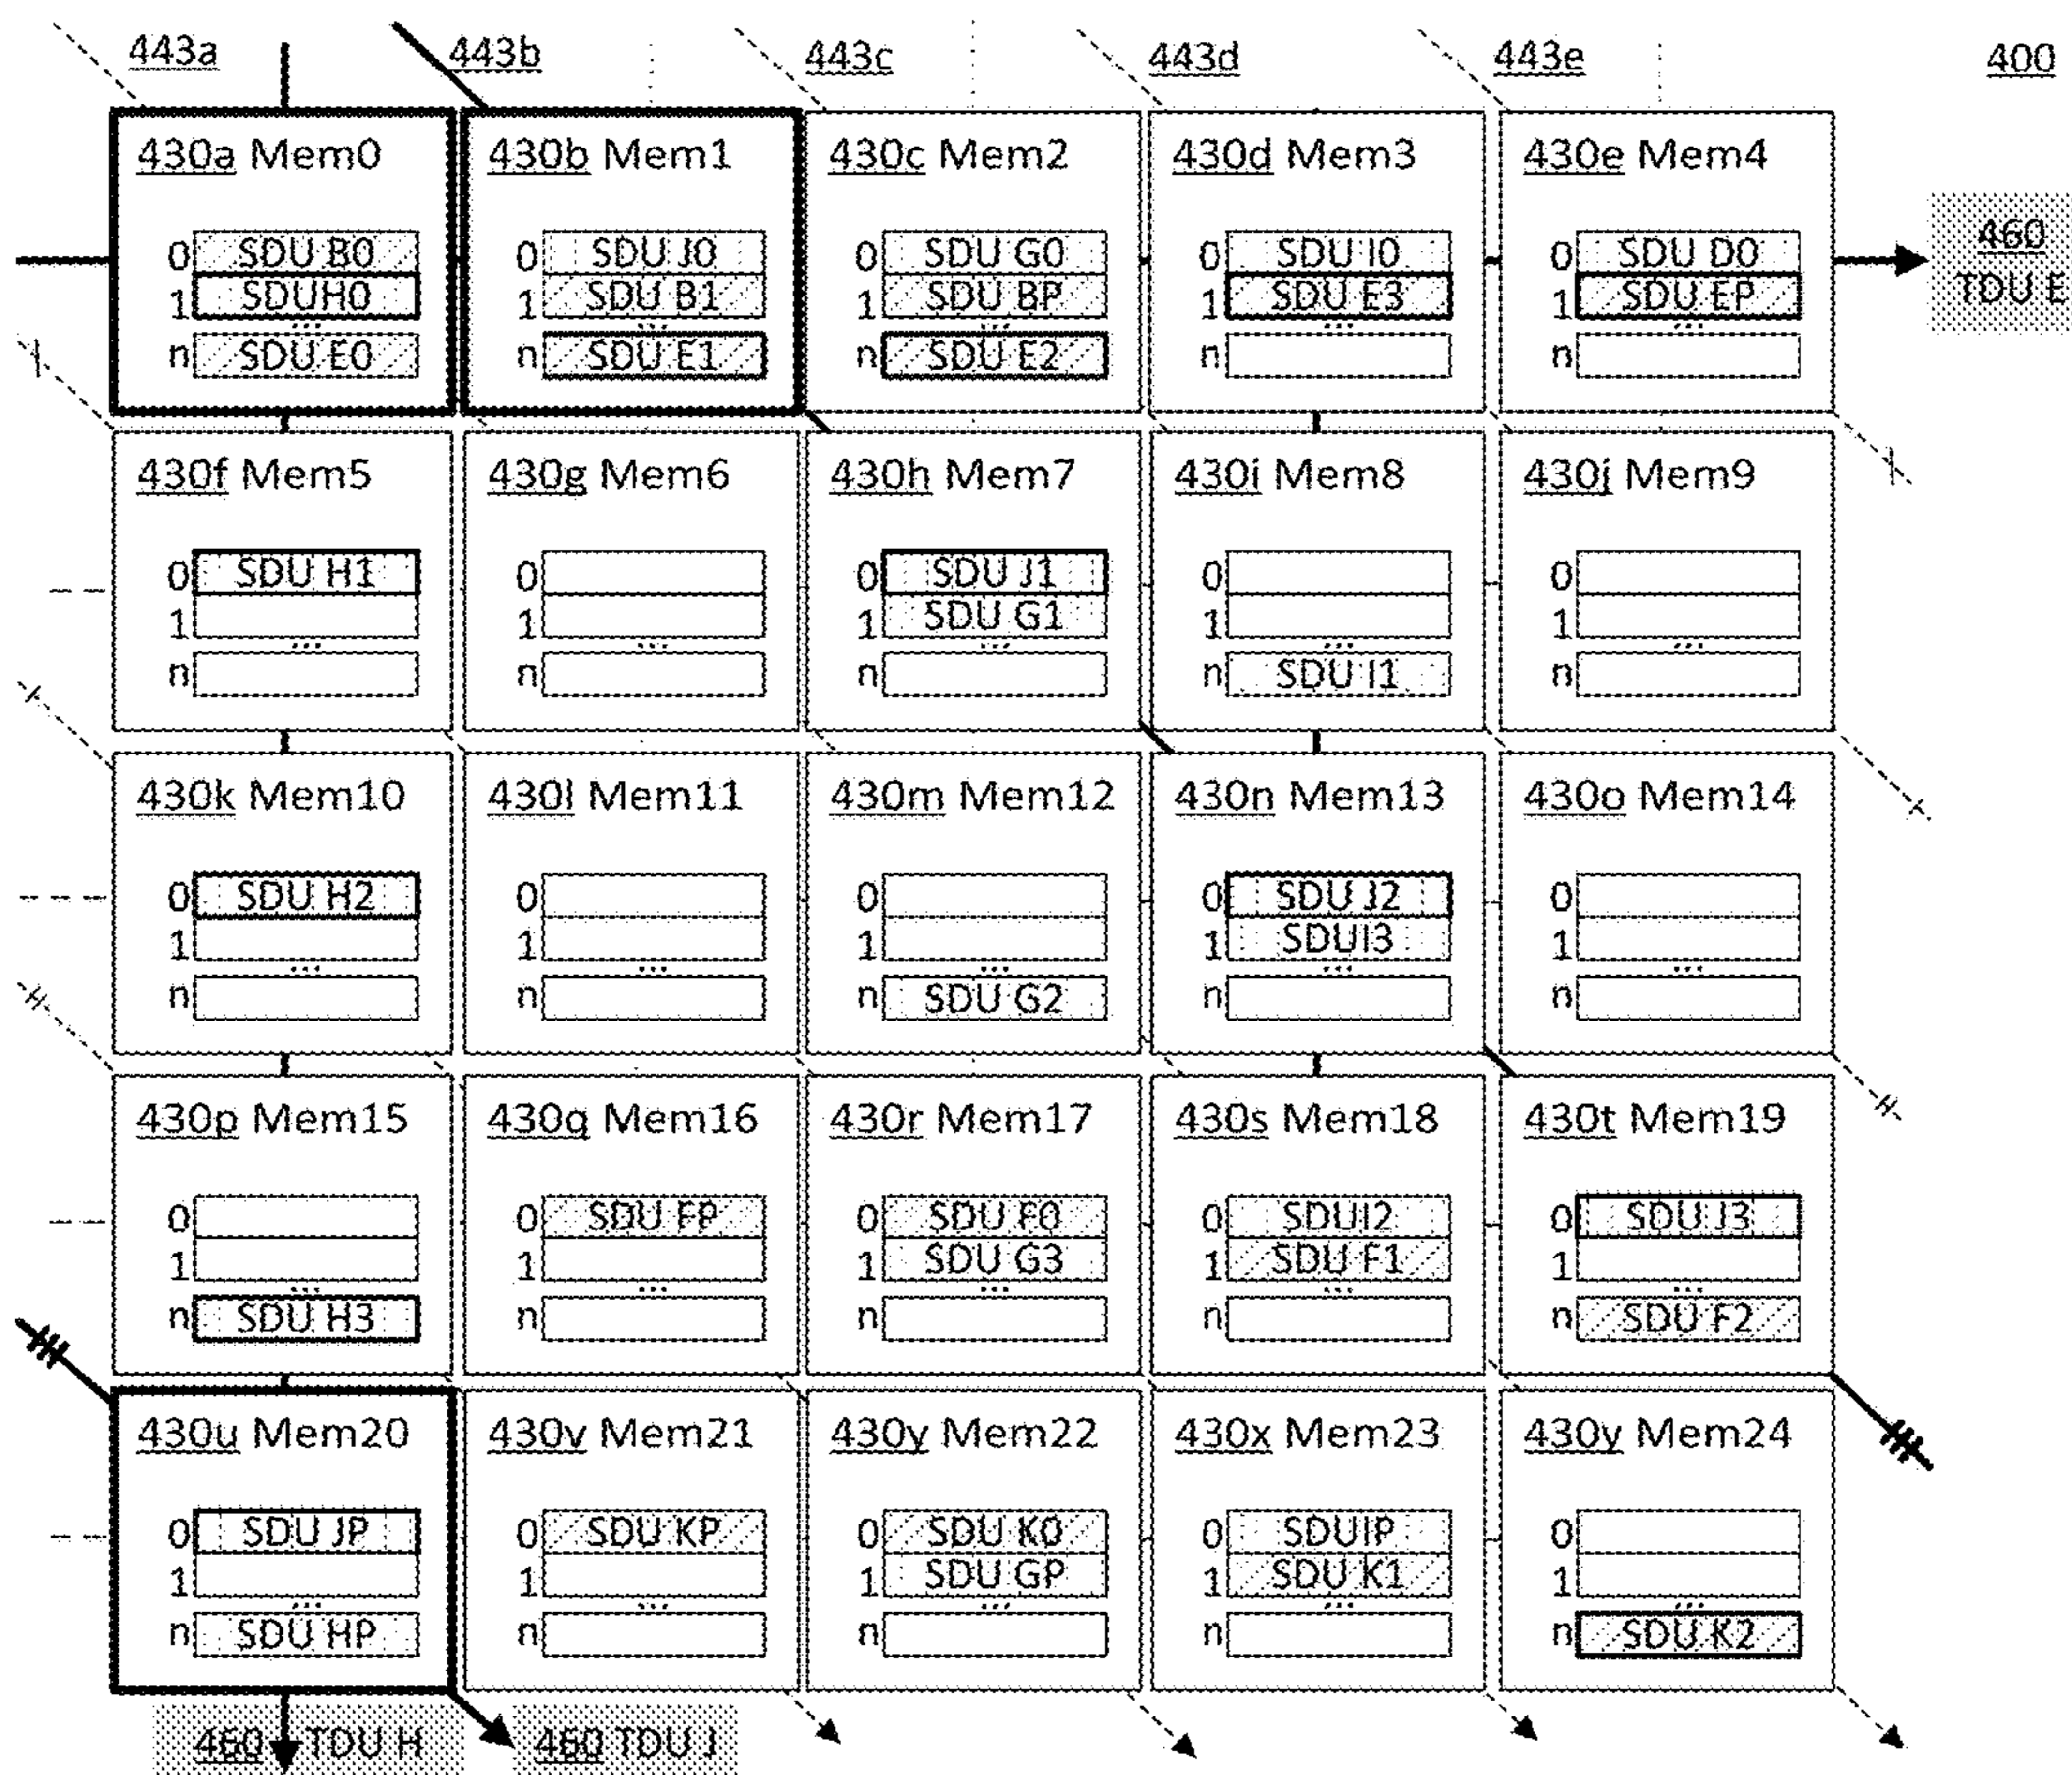 443a 443b 443c 443d 443e 400
430a Mem0 430b Mem1 430c Mem2 430d Mem3 430e Mem4
0 SDU B0 0 SDU J0 0 SDU G0 0 SDU I0 0 SDU D0 460
1 SDUH0 1 SDU B1 1 SDU BP 1 SDU E3 1 SDU EP TDU E
... ... ... ... ...
n SDU E0 n SDU E1 n SDU E2 n n
430f Mem5 430g Mem6 430h Mem7 430i Mem8 430j Mem9
0 SDU H1 0 0 SDU J1 0 0
1 1 1 SDU G1 1 1
... ... ... ... ...
n n n n SDU I1 n
430k Mem10 430l Mem11 430m Mem12 430n Mem13 430o Mem14
0 SDU H2 0 0 0 SDU J2 0
1 1 1 1 SDUI3 1
... ... ... ... ...
n n n SDU G2 n n
430p Mem15 430q Mem16 430r Mem17 430s Mem18 430t Mem19
0 0 SDU FP 0 SDU F0 0 SDUI2 0 SDU J3
1 1 1 SDU G3 1 SDU F1 1
... ... ... ... ...
n SDU H3 n n n n SDU F2
430u Mem20 430v Mem21 430y Mem22 430x Mem23 430y Mem24
0 SDU JP 0 SDU KP 0 SDU K0 0 SDUIP 0
1 1 1 SDU GP 1 SDU K1 1
... ... ... ... ...
n SDU HP n n n n SDU K2
460 TDU H 460 TDU J